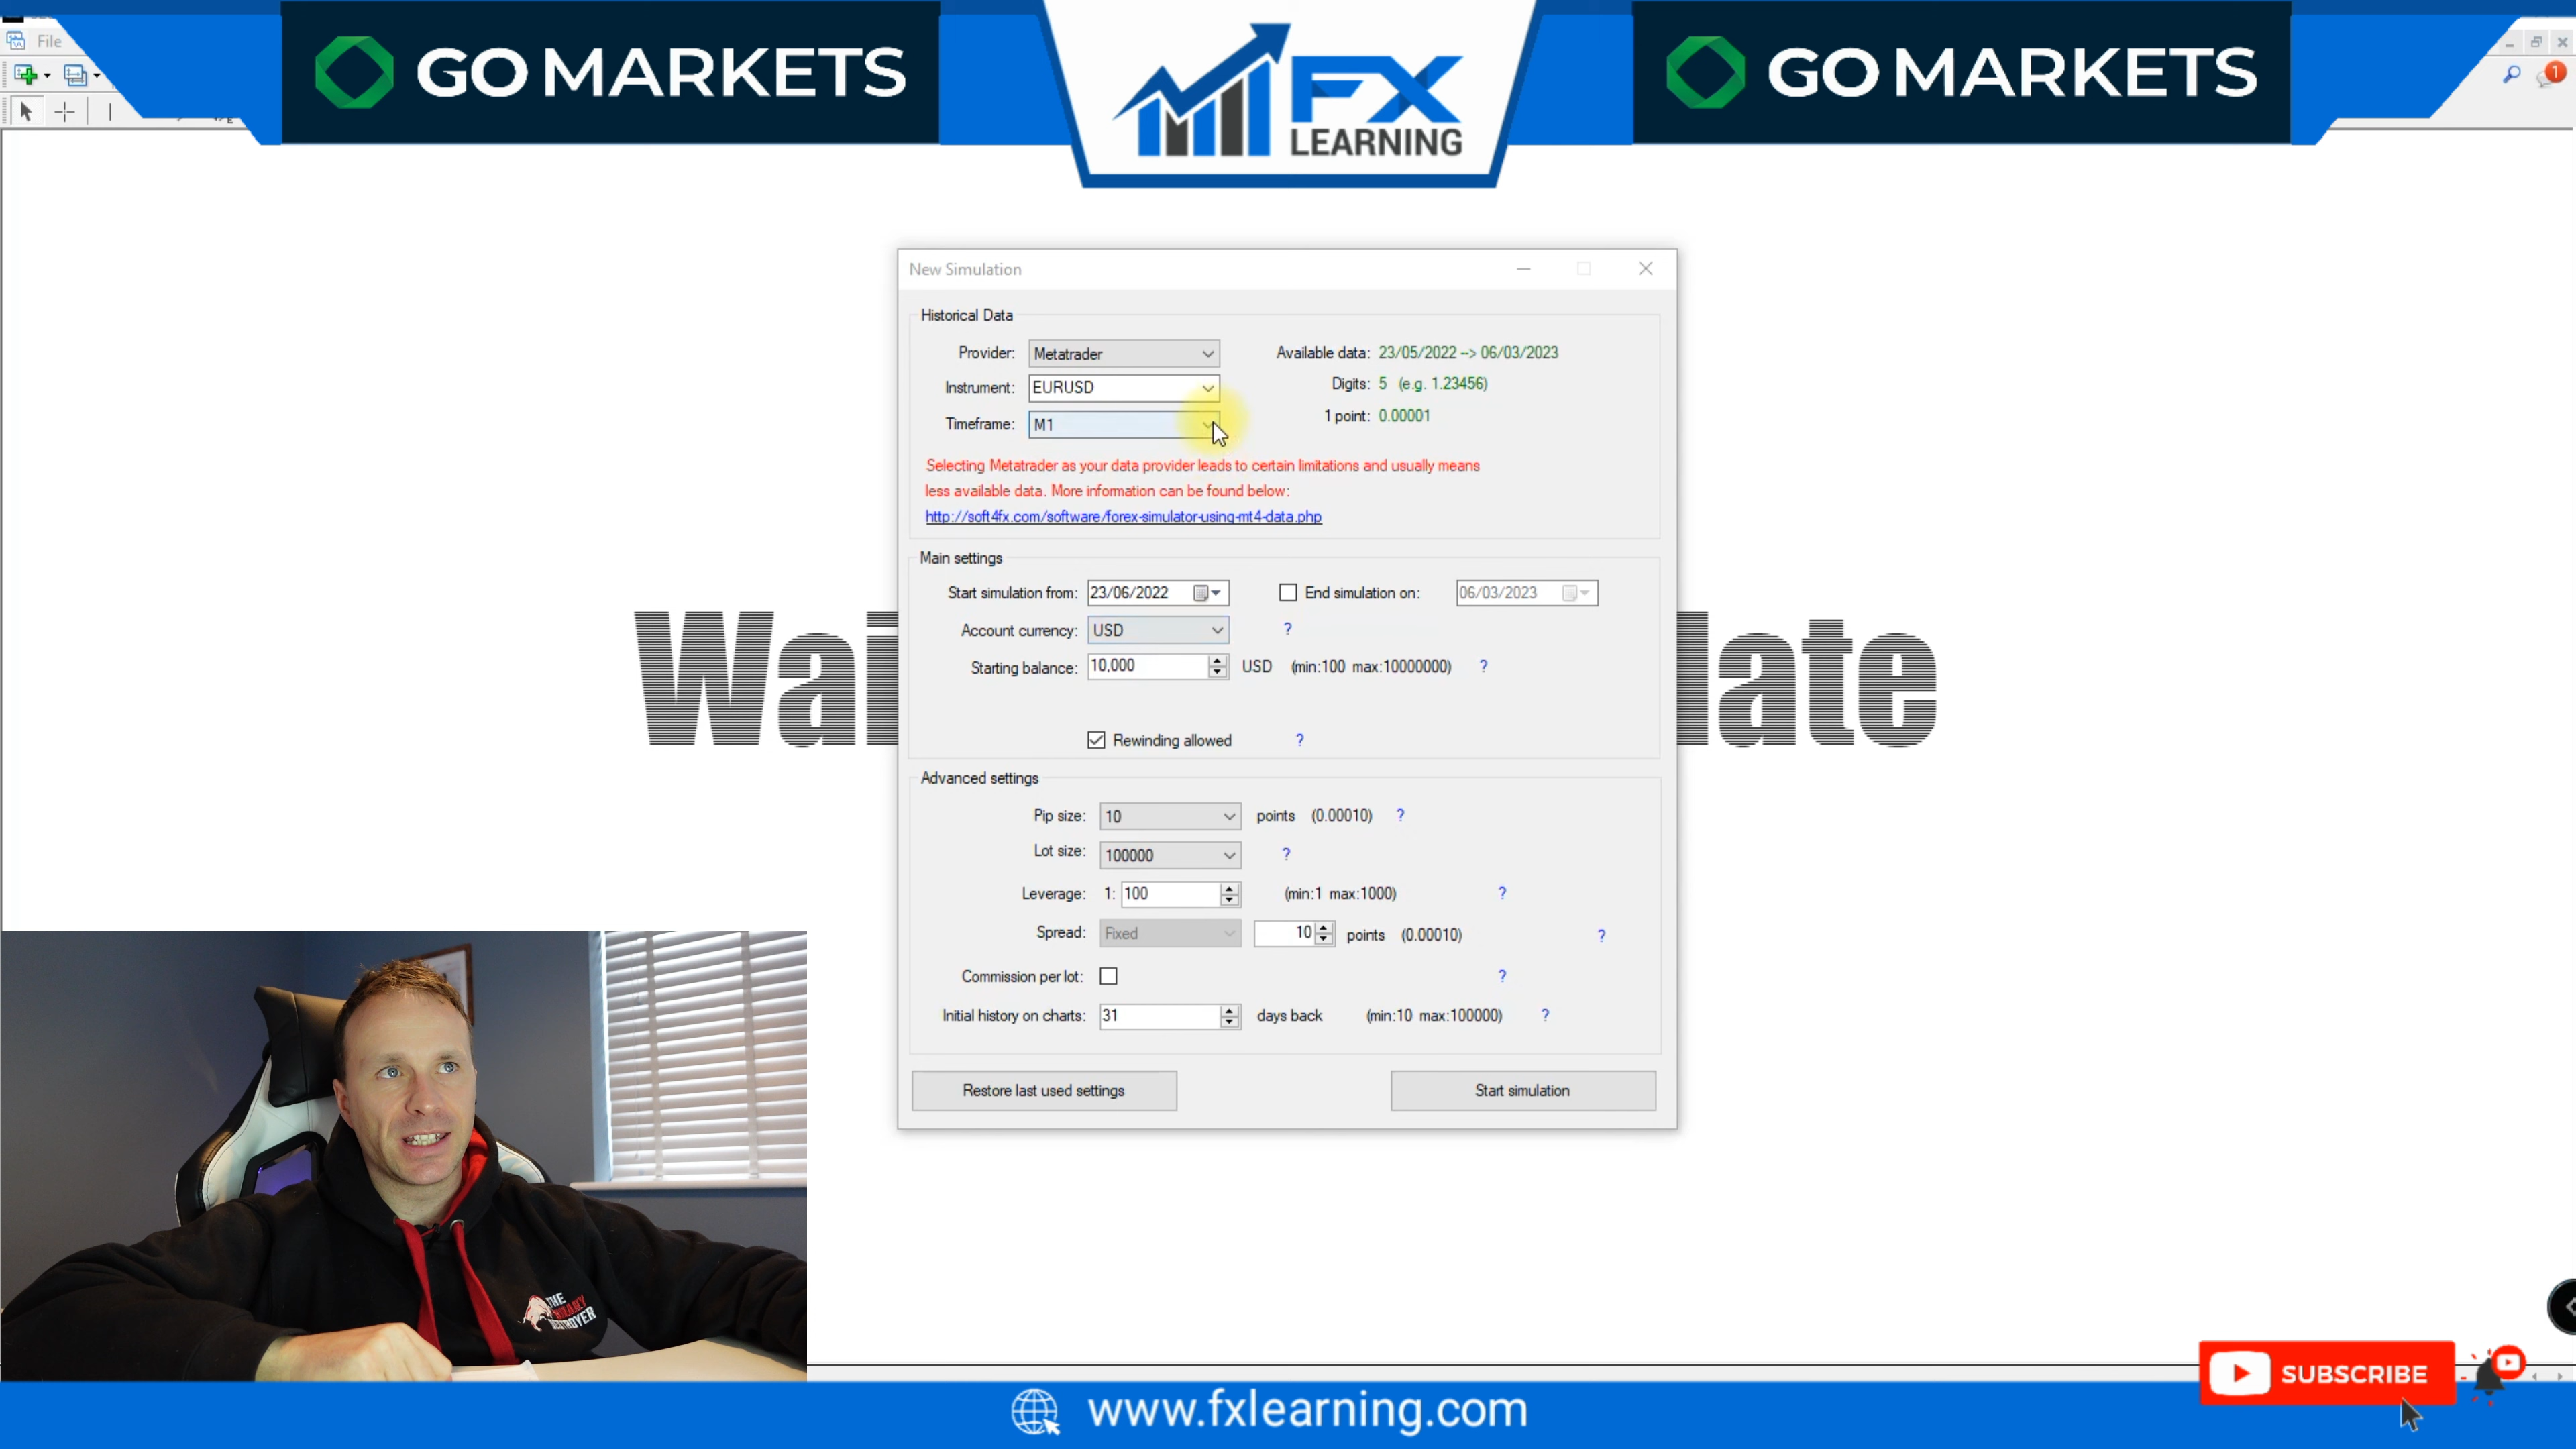 File
GO MARKETS
FX
LEARNING
GO MARKETS
1
New Simulation
Historical Data
Provider: Metatrader
Available data: 23/05/2022 --> 06/03/2023
Instrument: EURUSD
Digits: 5 (e.g. 1.23456)
Timeframe: M1
1 point: 0.00001
Selecting Metatrader as your data provider leads to certain limitations and usually means
less available data. More information can be found below:
http://soft4fx.com/software/forex-simulator-using-mt4-data.php
Main settings
Start simulation from: 23/06/2022
End simulation on: 06/03/2023
Account currency: USD ?
Starting balance: 10,000 USD (min:100 max:10000000) ?
Wai
late
Rewinding allowed ?
Advanced settings
Pip size: 10 points (0.00010) ?
Lot size: 100000 ?
Leverage: 1: 100 (min:1 max:1000) ?
Spread: Fixed 10 points (0.00010) ?
Commission per lot: ?
Initial history on charts: 31 days back (min:10 max:100000) ?
Restore last used settings
Start simulation
THE
SUBSCRIBE
www.fxlearning.com